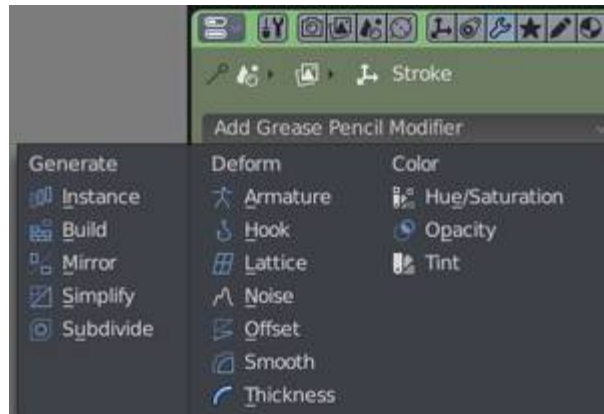 Stroke
Add Grease Pencil Modifier
Generate
Instance
Build
Mirror
Simplify
Subdivide
Deform
Armature
Hook
Lattice
Noise
Offset
Smooth
Thickness
Color
Hue/Saturation
Opacity
Tint